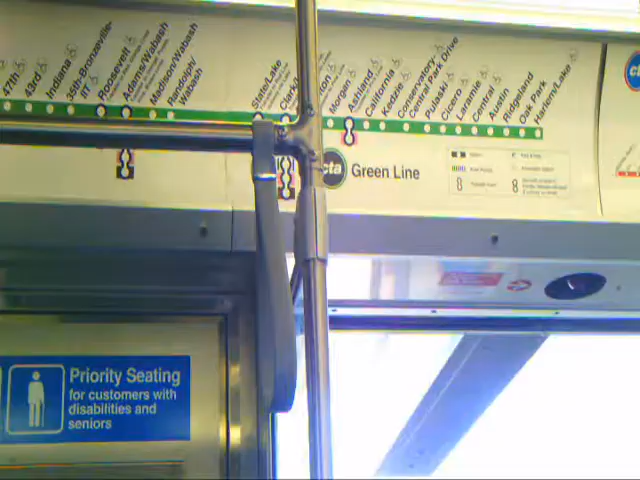 47th
43rd
Indiana
35th-Bronzeville-
IIT
Roosevelt
Adams/Wabash
Madison/Wabash
Randolph/
Wabash
State/Lake
Clark/
Morgan
Ashland
California
Kedzie
Conservatory-
Central Park Drive
Pulaski
Cicero
Laramie
Central
Austin
Ridgeland
Oak Park
Harlem/Lake
cta
Green Line
Priority Seating
for customers with
disabilities and
seniors